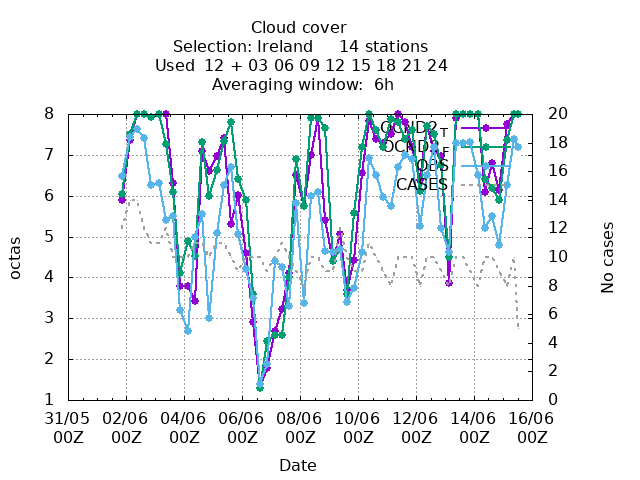 Cloud cover
Selection: Ireland 14 stations
Used 12 + 03 06 09 12 15 18 21 24
Averaging window: 6h
8 20
7 18
6 16
5 14
4 12
3 10
2 8
1 6
4
2
0
octas
No cases
OBS
CASES
31/05 02/06 04/06 06/06 08/06 10/06 12/06 14/06 16/06
00Z 00Z 00Z 00Z 00Z 00Z 00Z 00Z 00Z
Date